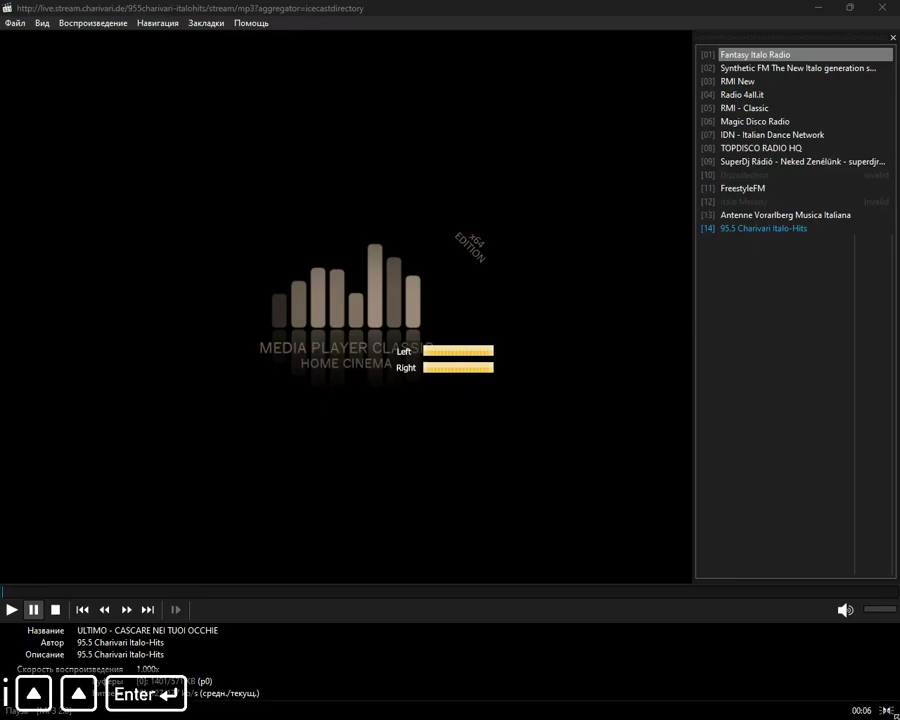 http://live.stream.charivari.de/955charivari-italohits/stream/mp3?aggregator=icecastdirectory
Файл Вид Воспроизведение Навигация Закладки Помощь
[01] Fantasy Italo Radio
[02] Synthetic FM The New Italo generation s...
[03] RMI New
[04] Radio 4all.it
[05] RMI - Classic
[06] Magic Disco Radio
[07] IDN - Italian Dance Network
[08] TOPDISCO RADIO HQ
[09] SuperDj Rádió - Neked Zenélünk - superdjr...
[10] invalid
[11] FreestyleFM
[12] Italo Melody invalid
[13] Antenne Vorarlberg Musica Italiana
[14] 95.5 Charivari Italo-Hits
x64
EDITION
MEDIA PLAYER CLASSIC
HOME CINEMA
Left
Right
Название ULTIMO - CASCARE NEI TUOI OCCHIE
Автор 95.5 Charivari Italo-Hits
Описание 95.5 Charivari Italo-Hits
Скорость воспроизведения 1.000x
(p0)
(средн./текущ.)
i Enter
00:06